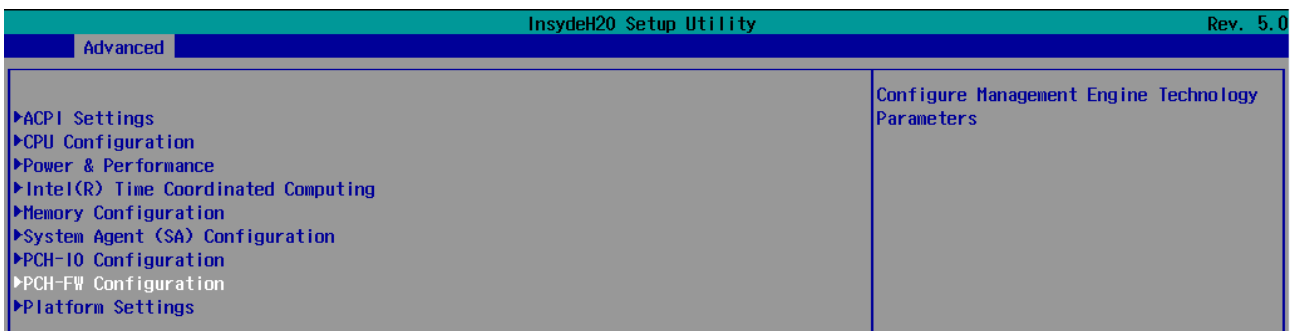 InsydeH20 Setup Utility Rev. 5.0
Advanced
Configure Management Engine Technology
Parameters
▶ACPI Settings
▶CPU Configuration
▶Power & Performance
▶Intel(R) Time Coordinated Computing
▶Memory Configuration
▶System Agent (SA) Configuration
▶PCH-IO Configuration
▶PCH-FW Configuration
▶Platform Settings